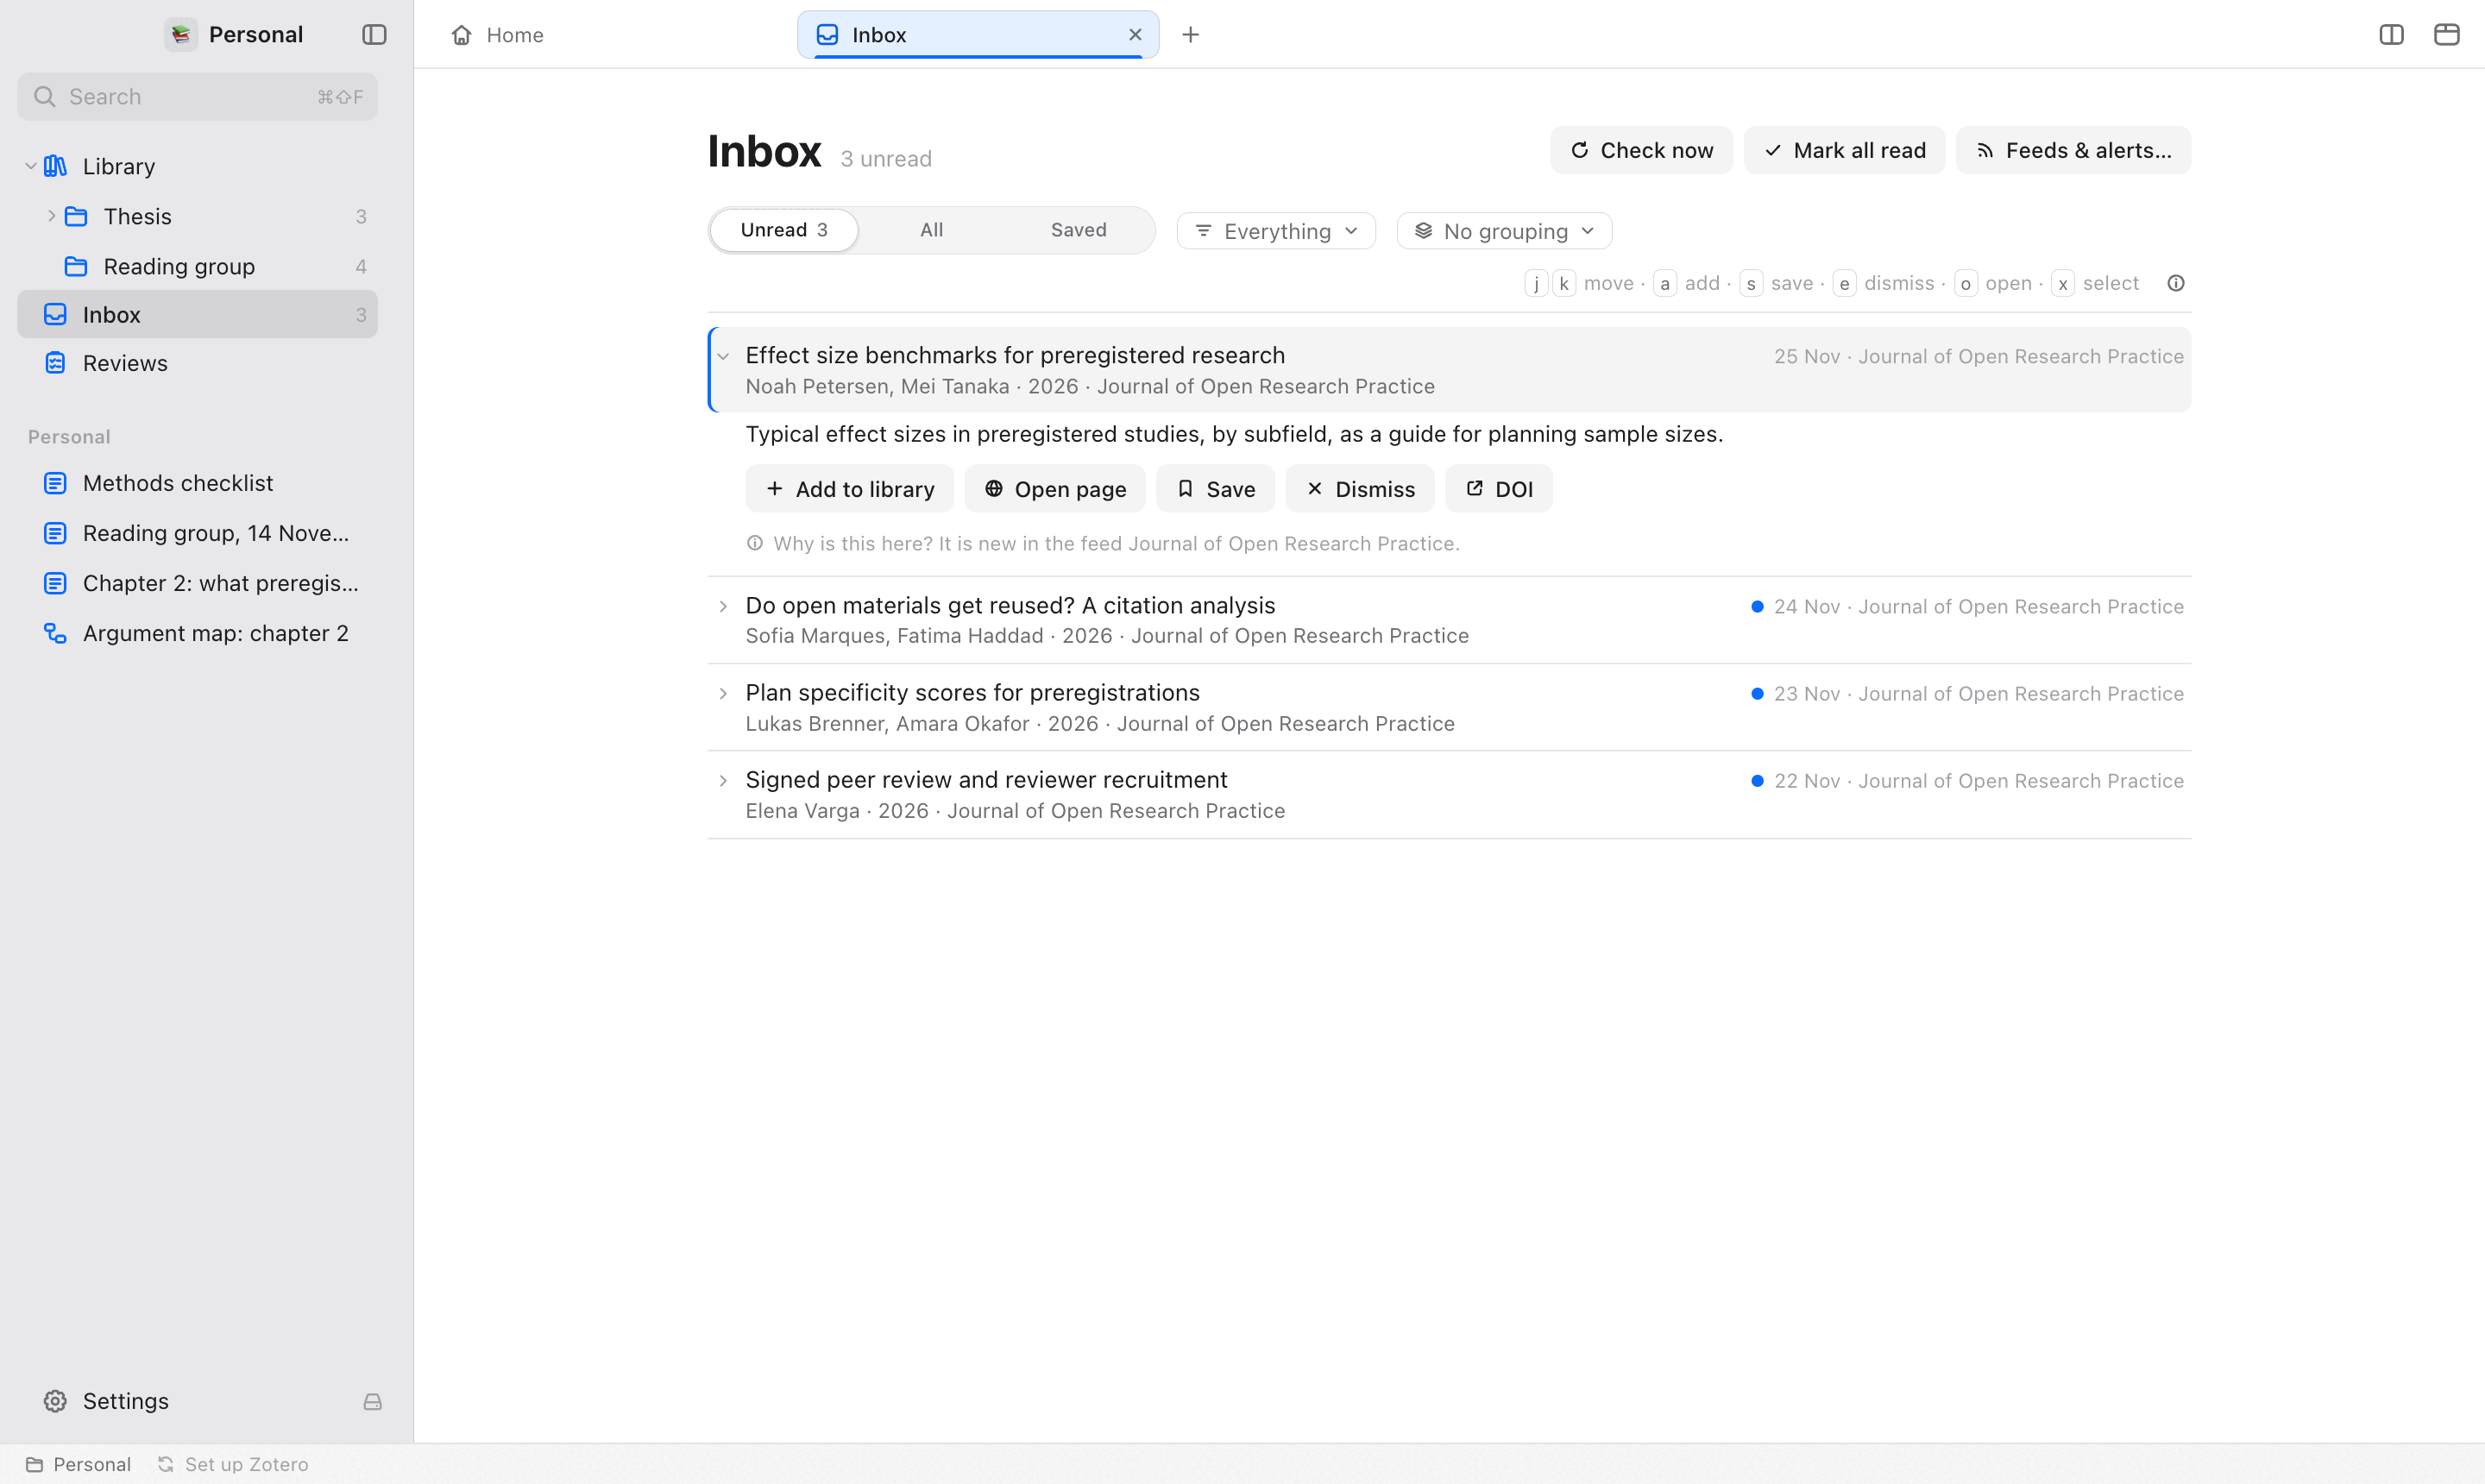 Personal
Search ⌘⇧F
Library
Thesis 3
Reading group 4
Inbox 3
Reviews
Personal
Methods checklist
Reading group, 14 Nove...
Chapter 2: what preregis...
Argument map: chapter 2
Settings
Personal Set up Zotero
Home
Inbox
Inbox 3 unread
Check now
Mark all read
Feeds & alerts...
Unread 3
All
Saved
Everything
No grouping
j k move · a add · s save · e dismiss · o open · x select
Effect size benchmarks for preregistered research
25 Nov · Journal of Open Research Practice
Noah Petersen, Mei Tanaka · 2026 · Journal of Open Research Practice
Typical effect sizes in preregistered studies, by subfield, as a guide for planning sample sizes.
Add to library
Open page
Save
Dismiss
DOI
Why is this here? It is new in the feed Journal of Open Research Practice.
Do open materials get reused? A citation analysis
24 Nov · Journal of Open Research Practice
Sofia Marques, Fatima Haddad · 2026 · Journal of Open Research Practice
Plan specificity scores for preregistrations
23 Nov · Journal of Open Research Practice
Lukas Brenner, Amara Okafor · 2026 · Journal of Open Research Practice
Signed peer review and reviewer recruitment
22 Nov · Journal of Open Research Practice
Elena Varga · 2026 · Journal of Open Research Practice